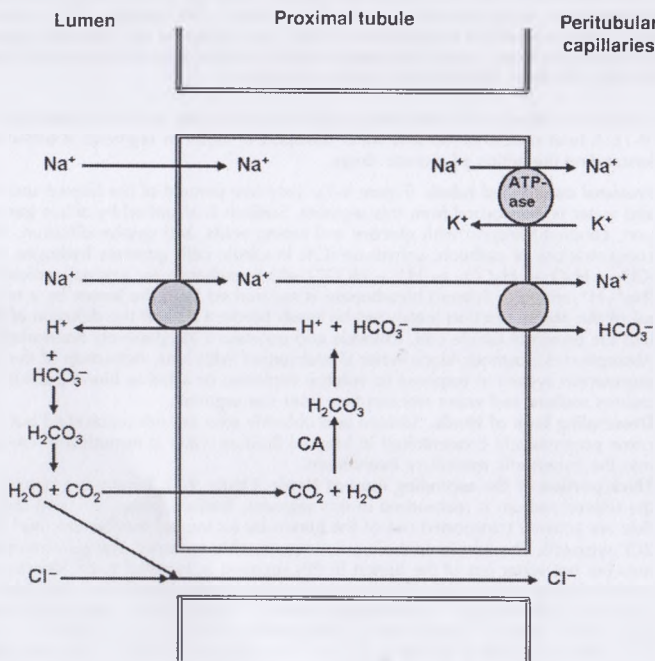 Lumen Proximal tubule Peritubular
capillaries
Na⁺ Na⁺ Na⁺ Na⁺
ATP-
ase
K⁺ K⁺
Na⁺ Na⁺ Na⁺
H⁺ H⁺ + HCO₃⁻ HCO₃⁻
+
HCO₃⁻
H₂CO₃
H₂CO₃
CA
H₂O + CO₂ CO₂ + H₂O
Cl⁻ Cl⁻